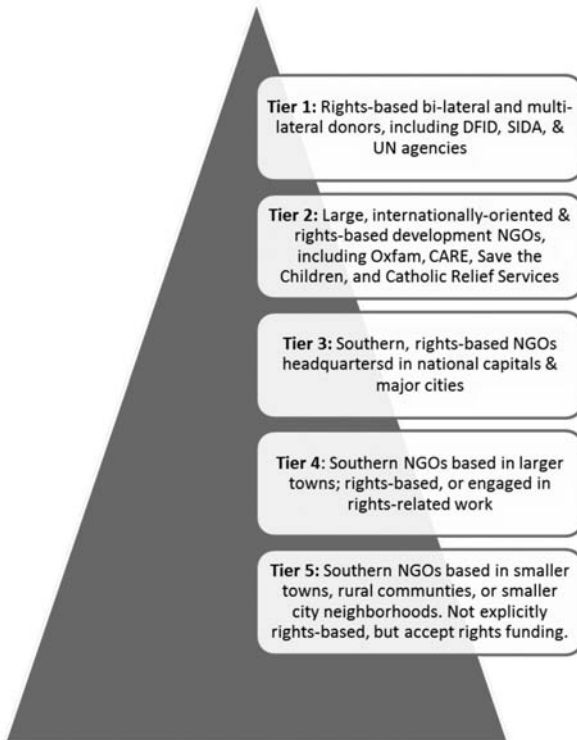 Tier 1: Rights-based bi-lateral and multi-
lateral donors, including DFID, SIDA, &
UN agencies
Tier 2: Large, internationally-oriented &
rights-based development NGOs,
including Oxfam, CARE, Save the
Children, and Catholic Relief Services
Tier 3: Southern, rights-based NGOs
headquartersd in national capitals &
major cities
Tier 4: Southern NGOs based in larger
towns; rights-based, or engaged in
rights-related work
Tier 5: Southern NGOs based in smaller
towns, rural communties, or smaller
city neighborhoods. Not explicitly
rights-based, but accept rights funding.